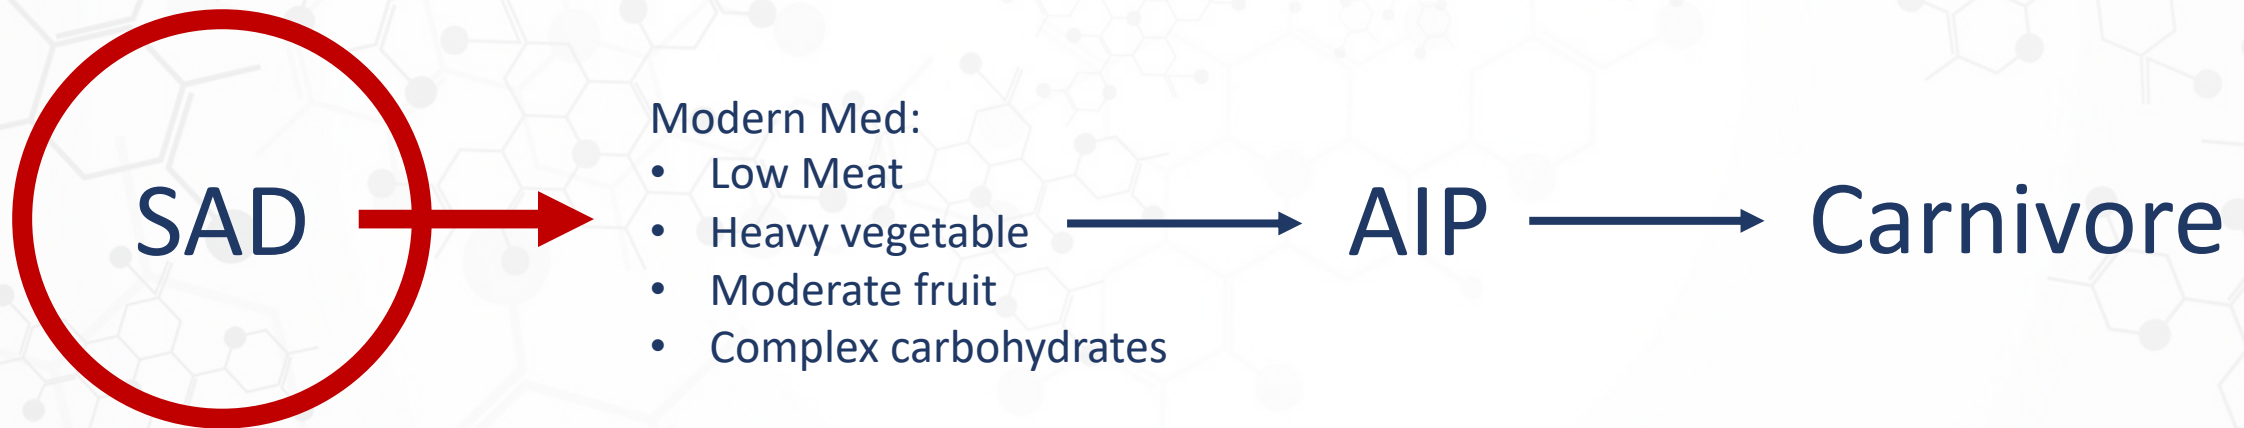 SAD
Modern Med:
• Low Meat
• Heavy vegetable
• Moderate fruit
• Complex carbohydrates
AIP
Carnivore